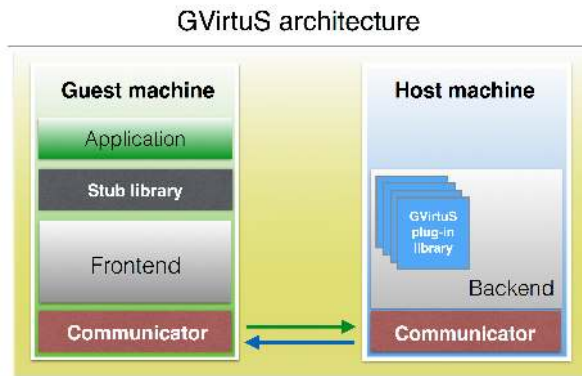 GVirtuS architecture
Guest machine
Application
Stub library
Frontend
Communicator
Host machine
GVirtuS
plug-in
library
Backend
Communicator